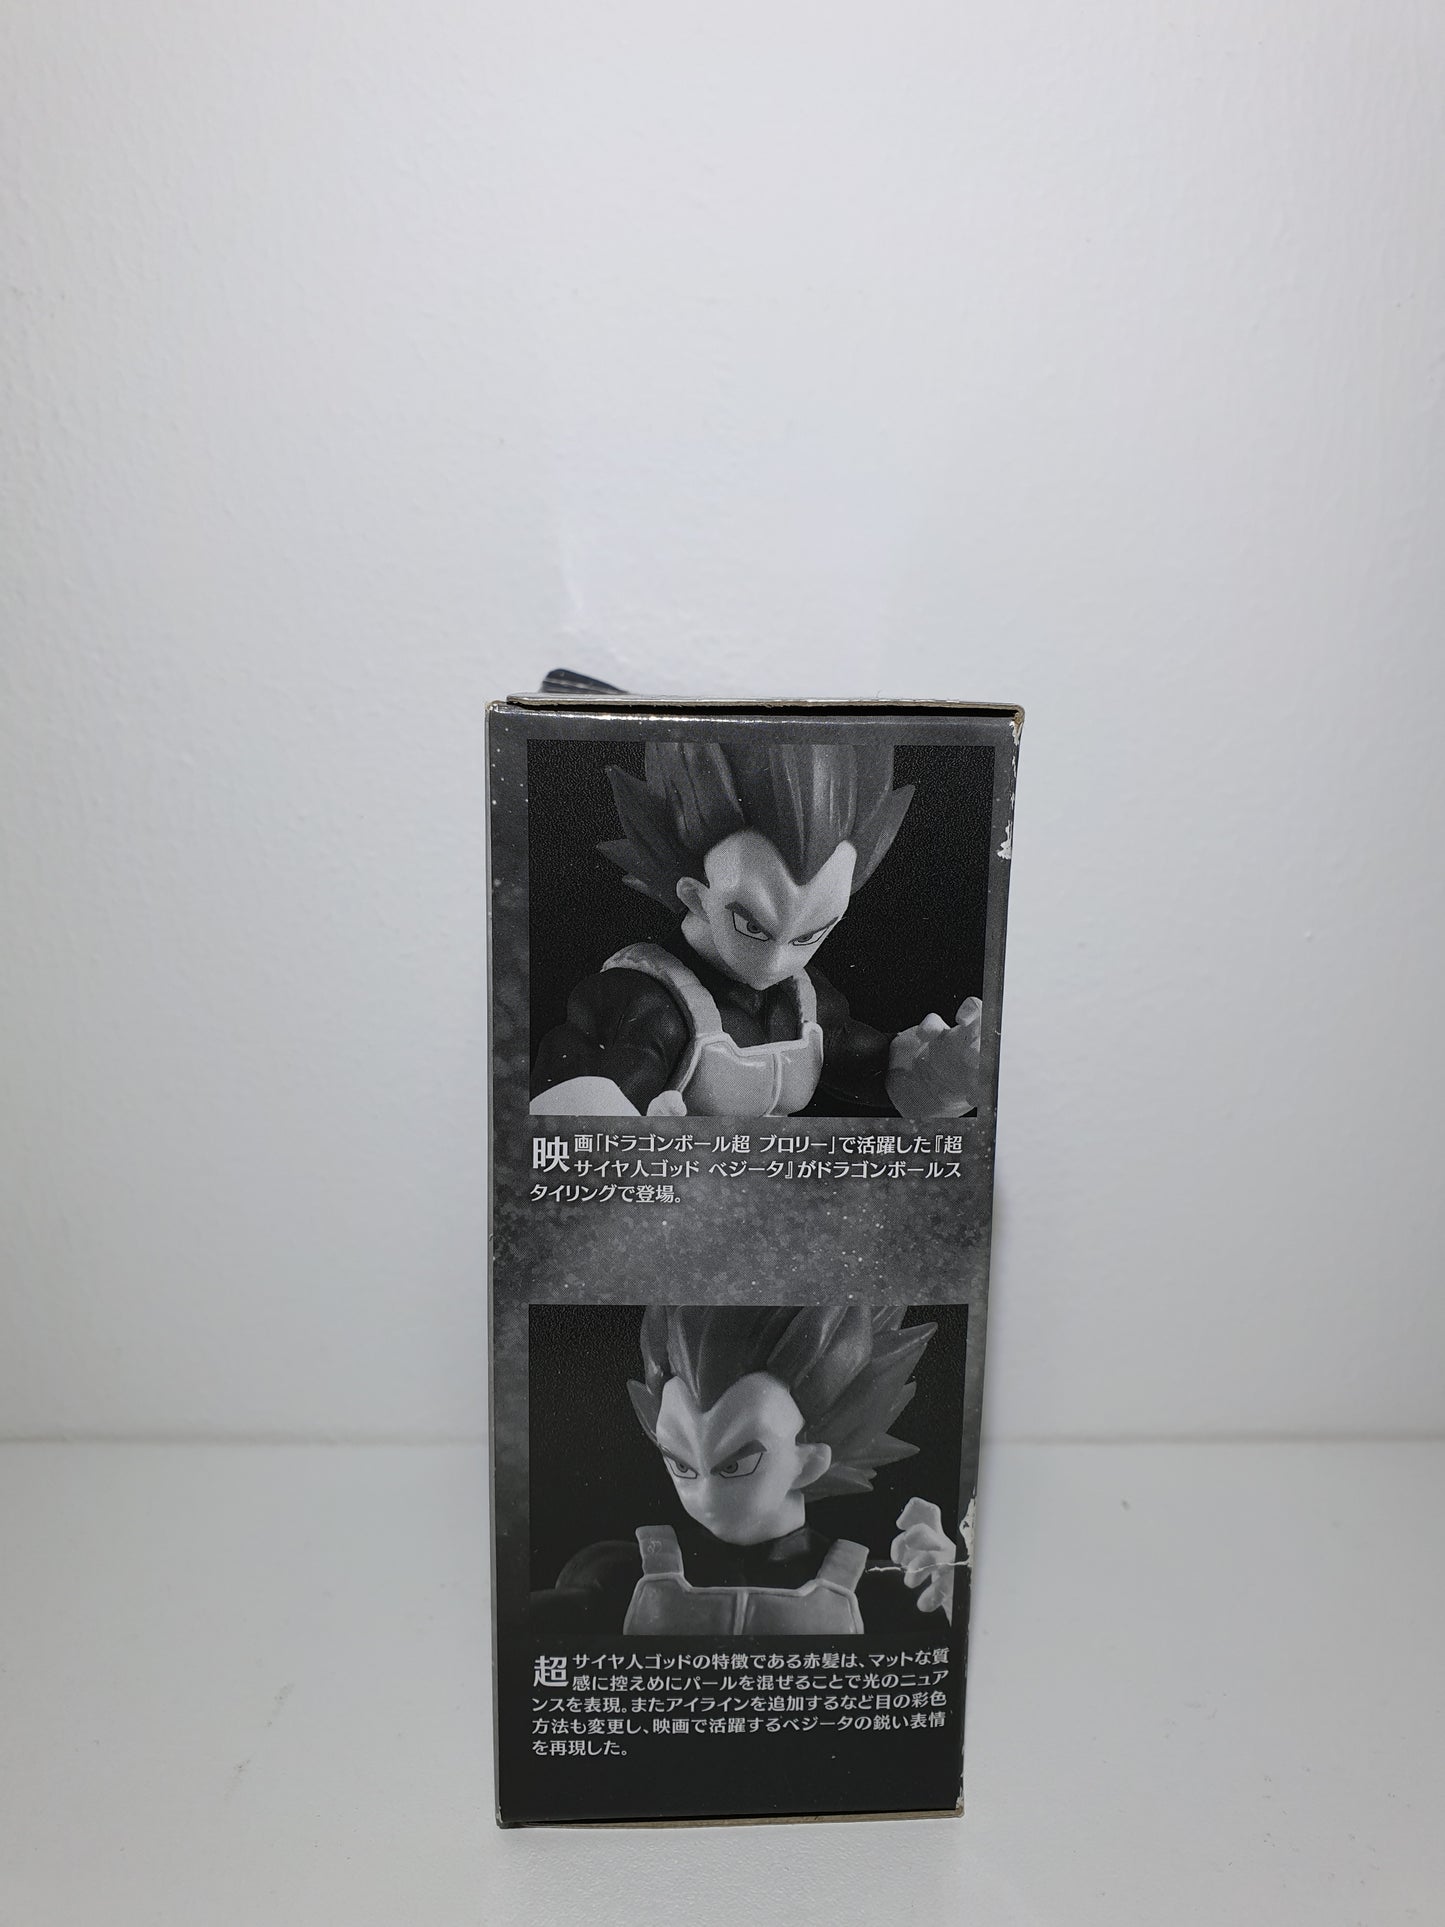 映画「ドラゴンボール超 ブロリー」で活躍した『超
サイヤ人ゴッド ベジータ』がドラゴンボールス
タイリングで登場。
超サイヤ人ゴッドの特徴である赤髪は、マットな質
感に控えめにパールを混ぜることで光のニュア
ンスを表現。またアイラインを追加するなど目の彩色
方法も変更し、映画で活躍するベジータの鋭い表情
を再現した。